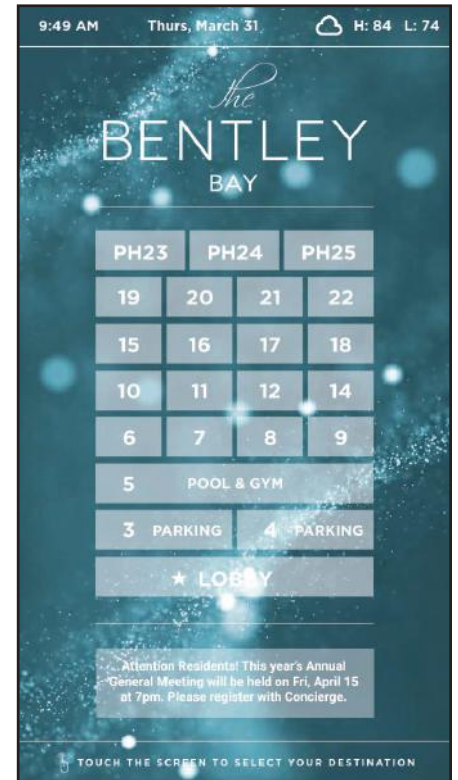 9:49 AM Thurs, March 31 H: 84 L: 74
the
BENTLEY
BAY
PH23 PH24 PH25
19 20 21 22
15 16 17 18
10 11 12 14
6 7 8 9
5 POOL & GYM
3 PARKING 4 PARKING
★ LOBBY
Attention Residents! This year's Annual
General Meeting will be held on Fri, April 15
at 7pm. Please register with Concierge.
TOUCH THE SCREEN TO SELECT YOUR DESTINATION